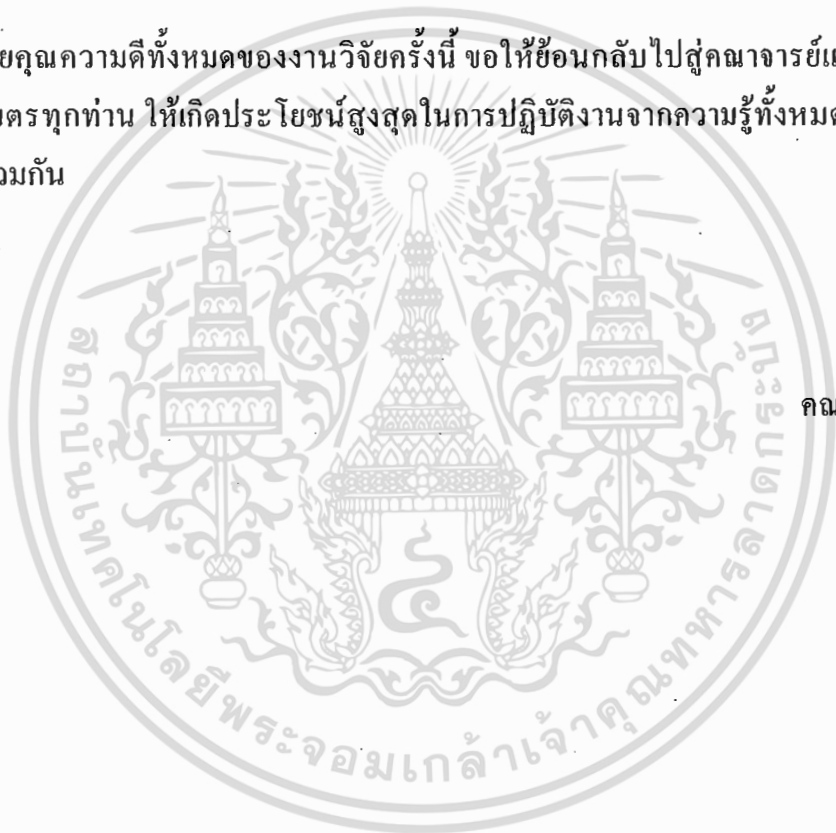 ยคุณความดีทั้งหมดของงานวิจัยครั้งนี้ ขอให้ย้อนกลับไปสู่คณาจารย์แ
มตรทุกท่าน ให้เกิดประโยชน์สูงสุดในการปฏิบัติงานจากความรู้ทั้งหมด
วมกัน
คณ
สถาบันเทคโนโลยีพระจอมเกล้าเจ้าคุณทหารลาดกระบัง